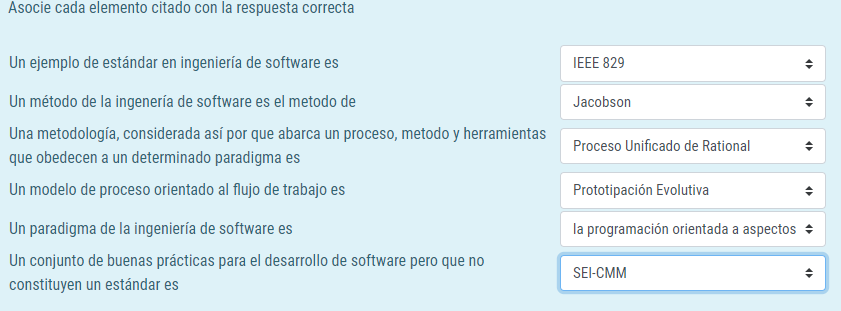 Asocie cada elemento citado con la respuesta correcta
Un ejemplo de estándar en ingeniería de software es
IEEE 829
Un método de la ingenería de software es el metodo de
Jacobson
Una metodología, considerada así por que abarca un proceso, metodo y herramientas
que obedecen a un determinado paradigma es
Proceso Unificado de Rational
Un modelo de proceso orientado al flujo de trabajo es
Prototipación Evolutiva
Un paradigma de la ingeniería de software es
la programación orientada a aspectos
Un conjunto de buenas prácticas para el desarrollo de software pero que no
constituyen un estándar es
SEI-CMM